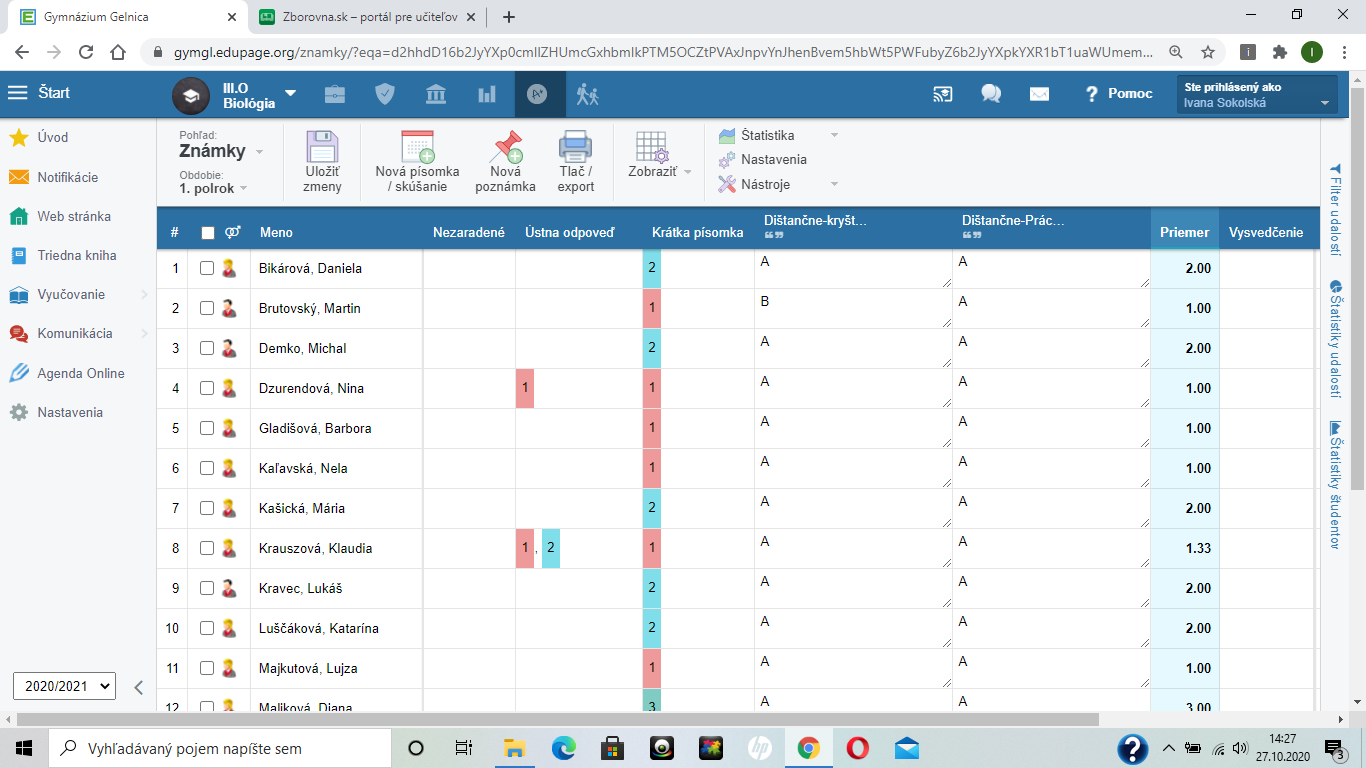 Gymnázium Gelnica
Zborovna.sk – portál pre učiteľov
gymgl.edupage.org/znamky/?eqa=d2hhdD16b2JyYXp0cmllZHUmcGxhbmlkPTM5OCZtPVAxJnpvYnJhenBvem5hbWt5PWFubyZ6b2JyYXpkYXR1bT1uaWUmem...
I
Štart
III.O
Biológia
Pomoc
Ste prihlásený ako
Ivana Sokolská
Úvod
Notifikácie
Web stránka
Triedna kniha
Vyučovanie
Komunikácia
Agenda Online
Nastavenia
2020/2021
Pohľad:
Známky
Obdobie:
1. polrok
Uložiť
zmeny
Nová písomka
/ skúšanie
Nová
poznámka
Tlač /
export
Zobraziť
Štatistika
Nastavenia
Nástroje
# Meno Nezaradené Ústna odpoveď Krátka písomka Dištančne-kryšt... Dištančne-Prác... Priemer Vysvedčenie
1 Bikárová, Daniela 2 A A 2.00
2 Brutovský, Martin 1 B A 1.00
3 Demko, Michal 2 A A 2.00
4 Dzurendová, Nina 1 1 A A 1.00
5 Gladišová, Barbora 1 A A 1.00
6 Kaľavská, Nela 1 A A 1.00
7 Kašická, Mária 2 A A 2.00
8 Krauszová, Klaudia 1, 2 1 A A 1.33
9 Kravec, Lukáš 2 A A 2.00
10 Luščáková, Katarína 2 A A 2.00
11 Majkutová, Lujza 1 A A 1.00
12 Maliková, Diana 3 A A 3.00
Filter udalostí
Štatistiky udalostí
Štatistiky študentov
Vyhľadávaný pojem napíšte sem
14:27
27.10.2020
3